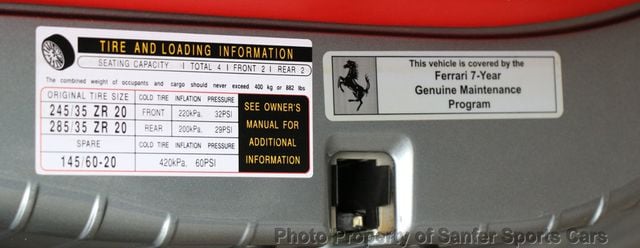 TIRE AND LOADING INFORMATION
SEATING CAPACITY | TOTAL 4 | FRONT 2 | REAR 2
The combined weight of occupants and cargo should never exceed 400 kg or 882 lbs
ORIGINAL TIRE SIZE COLD TIRE INFLATION PRESSURE
245/35 ZR 20 FRONT 220kPa. 32PSI
285/35 ZR 20 REAR 200kPa. 29PSI
SPARE COLD TIRE INFLATION PRESSURE
145/60-20 420kPa. 60PSI
SEE OWNER'S
MANUAL FOR
ADDITIONAL
INFORMATION
This vehicle is covered by the
Ferrari 7-Year
Genuine Maintenance
Program
Photo Property of Sanfer Sports Cars